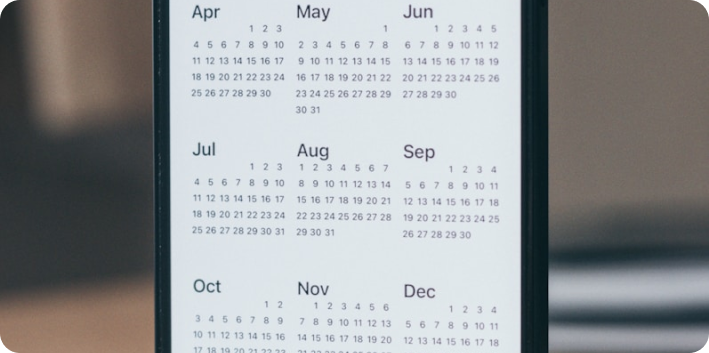 Apr May Jun
1 2 3 1 1 2 3 4 5
4 5 6 7 8 9 10 2 3 4 5 6 7 8 6 7 8 9 10 11 12
11 12 13 14 15 16 17 9 10 11 12 13 14 15 13 14 15 16 17 18 19
18 19 20 21 22 23 24 16 17 18 19 20 21 22 20 21 22 23 24 25 26
25 26 27 28 29 30 23 24 25 26 27 28 29 27 28 29 30
30 31
Jul Aug Sep
1 2 3 1 2 3 4 5 6 7 1 2 3 4
4 5 6 7 8 9 10 8 9 10 11 12 13 14 5 6 7 8 9 10 11
11 12 13 14 15 16 17 15 16 17 18 19 20 21 12 13 14 15 16 17 18
18 19 20 21 22 23 24 22 23 24 25 26 27 28 19 20 21 22 23 24 25
25 26 27 28 29 30 31 29 30 31 26 27 28 29 30
Oct Nov Dec
1 2 1 2 3 4 5 6 1 2 3 4
3 4 5 6 7 8 9 7 8 9 10 11 12 13 5 6 7 8 9 10 11
10 11 12 13 14 15 16 14 15 16 17 18 19 20 12 13 14 15 16 17 18